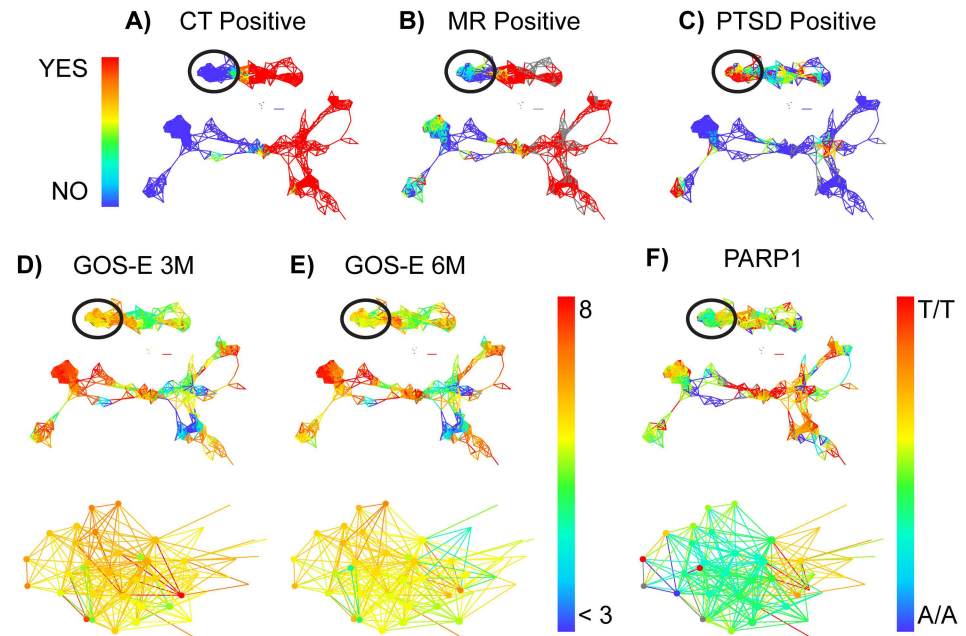 A) CT Positive
B) MR Positive
C) PTSD Positive
YES
NO
D) GOS-E 3M
E) GOS-E 6M
F) PARP1
8
< 3
T/T
A/A